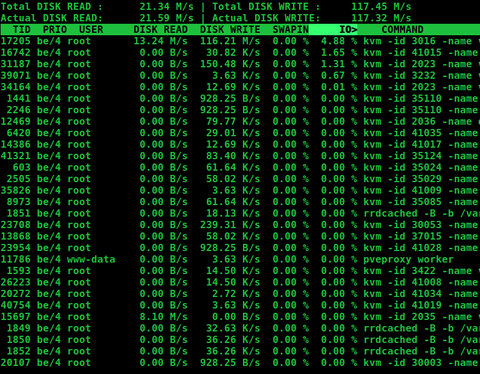 Total DISK READ : 21.34 M/s | Total DISK WRITE : 117.45 M/s
Actual DISK READ: 21.59 M/s | Actual DISK WRITE: 117.32 M/s
TID PRIO USER DISK READ DISK WRITE SWAPIN IO> COMMAND
17205 be/4 root 13.24 M/s 116.21 M/s 0.00 % 4.88 % kvm -id 3016 -name
16742 be/4 root 0.00 B/s 30.82 K/s 0.00 % 1.65 % kvm -id 41015 -name
31187 be/4 root 0.00 B/s 150.48 K/s 0.00 % 1.31 % kvm -id 2023 -name
39071 be/4 root 0.00 B/s 3.63 K/s 0.00 % 0.67 % kvm -id 3232 -name
34164 be/4 root 0.00 B/s 12.69 K/s 0.00 % 0.01 % kvm -id 2023 -name
1441 be/4 root 0.00 B/s 928.25 B/s 0.00 % 0.00 % kvm -id 35110 -name
2246 be/4 root 0.00 B/s 928.25 B/s 0.00 % 0.00 % kvm -id 35110 -name
12469 be/4 root 0.00 B/s 79.77 K/s 0.00 % 0.00 % kvm -id 2036 -name
6420 be/4 root 0.00 B/s 29.01 K/s 0.00 % 0.00 % kvm -id 41035 -name
14386 be/4 root 0.00 B/s 12.69 K/s 0.00 % 0.00 % kvm -id 41017 -name
41321 be/4 root 0.00 B/s 83.40 K/s 0.00 % 0.00 % kvm -id 35124 -name
603 be/4 root 0.00 B/s 61.64 K/s 0.00 % 0.00 % kvm -id 35024 -name
2505 be/4 root 0.00 B/s 58.02 K/s 0.00 % 0.00 % kvm -id 35029 -name
35826 be/4 root 0.00 B/s 3.63 K/s 0.00 % 0.00 % kvm -id 41009 -name
8973 be/4 root 0.00 B/s 61.64 K/s 0.00 % 0.00 % kvm -id 35085 -name
1851 be/4 root 0.00 B/s 18.13 K/s 0.00 % 0.00 % rrdcached -B -b /var
23708 be/4 root 0.00 B/s 239.31 K/s 0.00 % 0.00 % kvm -id 30053 -name
13868 be/4 root 0.00 B/s 58.02 K/s 0.00 % 0.00 % kvm -id 37015 -name
23954 be/4 root 0.00 B/s 928.25 B/s 0.00 % 0.00 % kvm -id 41028 -name
11786 be/4 www-data 0.00 B/s 3.63 K/s 0.00 % 0.00 % pveproxy worker
1593 be/4 root 0.00 B/s 14.50 K/s 0.00 % 0.00 % kvm -id 3422 -name
26223 be/4 root 0.00 B/s 14.50 K/s 0.00 % 0.00 % kvm -id 41008 -name
20272 be/4 root 0.00 B/s 2.72 K/s 0.00 % 0.00 % kvm -id 41034 -name
40754 be/4 root 0.00 B/s 3.63 K/s 0.00 % 0.00 % kvm -id 41019 -name
15697 be/4 root 8.10 M/s 0.00 B/s 0.00 % 0.00 % kvm -id 2035 -name
1849 be/4 root 0.00 B/s 32.63 K/s 0.00 % 0.00 % rrdcached -B -b /var
1850 be/4 root 0.00 B/s 36.26 K/s 0.00 % 0.00 % rrdcached -B -b /var
1852 be/4 root 0.00 B/s 36.26 K/s 0.00 % 0.00 % rrdcached -B -b /var
20107 be/4 root 0.00 B/s 928.25 B/s 0.00 % 0.00 % kvm -id 30003 -name